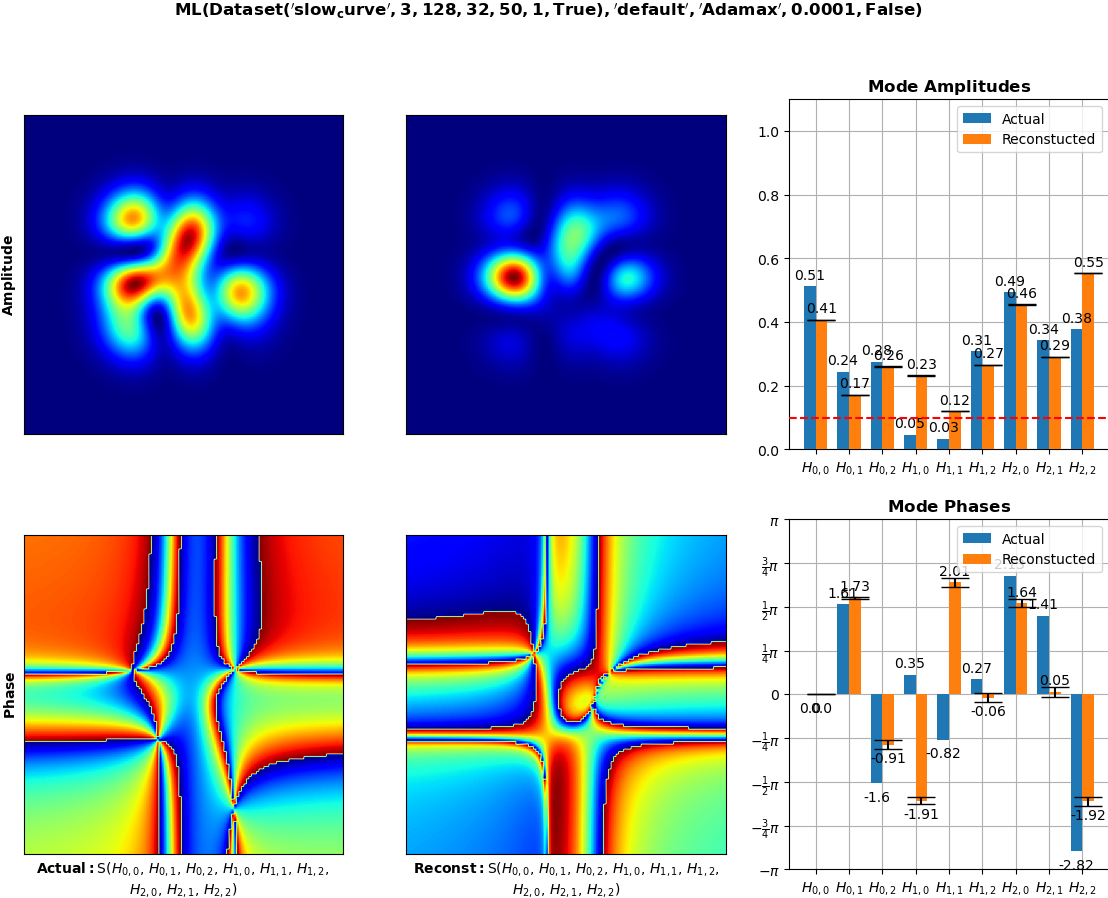 ML(Dataset('slow_curve', 3, 128, 32, 50, 1, True), 'default', 'Adamax', 0.0001, False)
Amplitude
Mode Amplitudes
Actual
Reconstucted
1.0
0.8
0.6
0.4
0.2
0.0
0.51
0.41
0.24
0.17
0.28
0.26
0.05
0.23
0.03
0.12
0.31
0.27
0.49
0.46
0.34
0.29
0.38
0.55
H0,0 H0,1 H0,2 H1,0 H1,1 H1,2 H2,0 H2,1 H2,2
Phase
Mode Phases
Actual
Reconstucted
π
3/4π
1/2π
1/4π
0
−1/4π
−1/2π
−3/4π
−π
0.0
0.0
1.61
1.73
-1.6
-0.91
0.35
-1.91
-0.82
2.01
0.27
-0.06
1.64
1.41
0.05
-2.82
-1.92
H0,0 H0,1 H0,2 H1,0 H1,1 H1,2 H2,0 H2,1 H2,2
Actual: S(H0,0, H0,1, H0,2, H1,0, H1,1, H1,2,
H2,0, H2,1, H2,2)
Reconst: S(H0,0, H0,1, H0,2, H1,0, H1,1, H1,2,
H2,0, H2,1, H2,2)